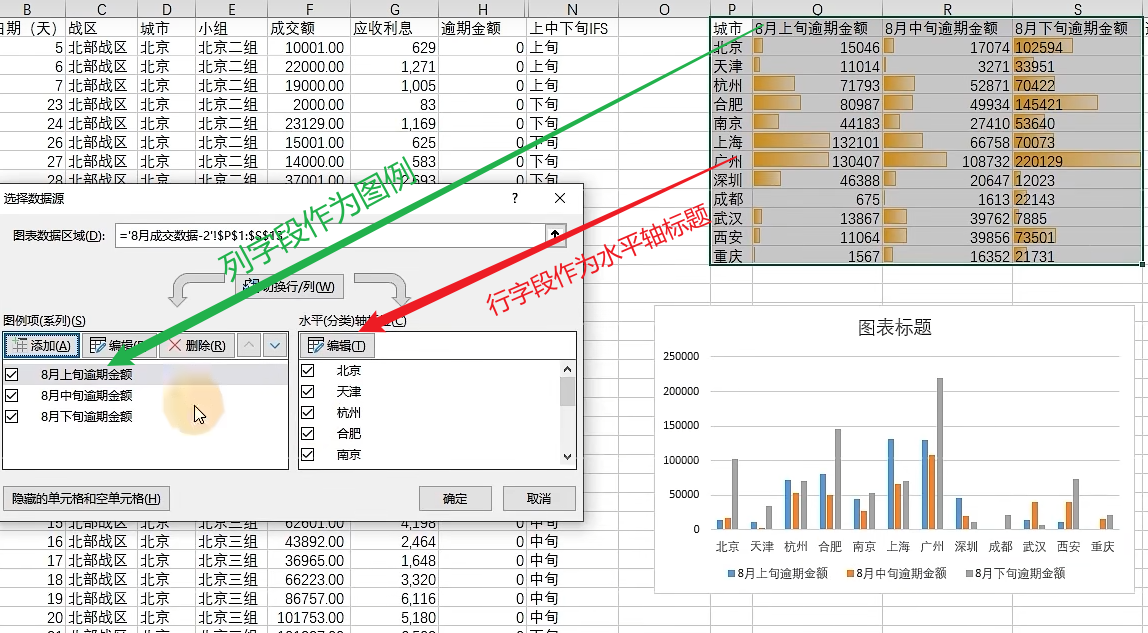 B C D E F G H N O P Q R S
日期（天） 战区 城市 小组 成交额 应收利息 逾期金额 上中下旬IFS 城市 8月上旬逾期金额 8月中旬逾期金额 8月下旬逾期金额
5 北部战区 北京 北京二组 10001.00 629 0 上旬 北京 15046 17074 102594
6 北部战区 北京 北京二组 22000.00 1,271 0 上旬 天津 11014 3271 33951
7 北部战区 北京 北京二组 19000.00 1,005 0 上旬 杭州 71793 52871 70422
23 北部战区 北京 北京二组 2000.00 83 0 下旬 合肥 80987 49934 145421
24 北部战区 北京 北京二组 23129.00 1,169 0 下旬 南京 44183 27410 53640
26 北部战区 北京 北京二组 15001.00 625 0 下旬 上海 132101 66758 70073
27 北部战区 北京 北京二组 14000.00 583 0 下旬 广州 130407 108732 220129
28 北部战区 北京 北京二组 37001.00 2,693 0 下旬 深圳 46388 20647 12023
成都 675 1613 22143
武汉 13867 39762 7885
西安 11064 39856 73501
重庆 1567 16352 21731
列字段作为图例
行字段作为水平轴标题
选择数据源 ?
图表数据区域(D): ='8月成交数据-2'!$P$1:$S$13
切换行/列(W)
图例项(系列)(S)
水平(分类)轴标签(C)
添加(A) 编辑(E) 删除(R)
编辑(T)
8月上旬逾期金额
8月中旬逾期金额
8月下旬逾期金额
北京
天津
杭州
合肥
南京
隐藏的单元格和空单元格(H) 确定 取消
15 北部战区 北京 北京三组 62601.00 4,198 0 中旬
16 北部战区 北京 北京三组 43892.00 2,464 0 中旬
17 北部战区 北京 北京三组 36965.00 1,648 0 中旬
18 北部战区 北京 北京三组 66223.00 3,320 0 中旬
19 北部战区 北京 北京三组 86757.00 6,116 0 中旬
20 北部战区 北京 北京三组 101753.00 5,180 0 中旬
图表标题
250000
200000
150000
100000
50000
0
北京 天津 杭州 合肥 南京 上海 广州 深圳 成都 武汉 西安 重庆
8月上旬逾期金额 8月中旬逾期金额 8月下旬逾期金额